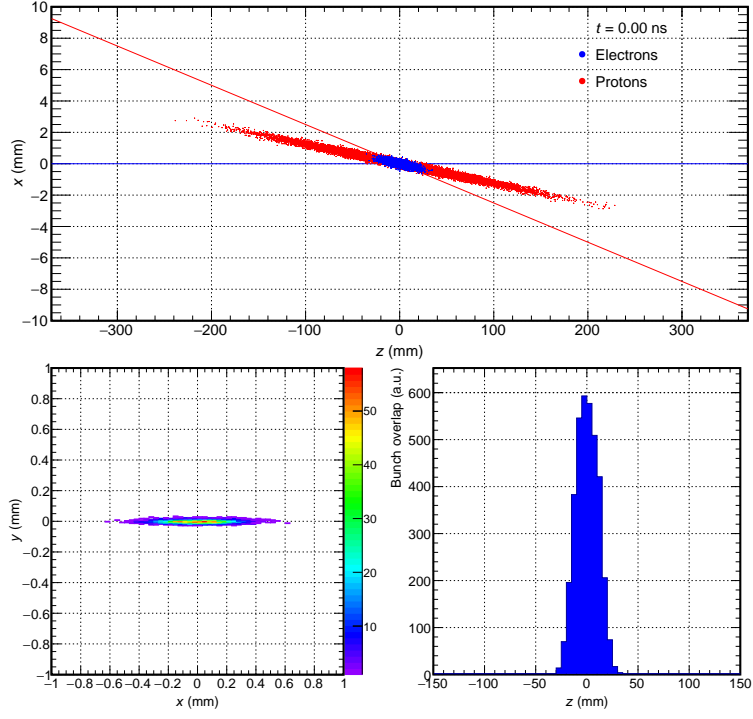 10
8
6
4
2
0
−2
−4
−6
−8
−10
x (mm)
t = 0.00 ns
Electrons
Protons
−300 −200 −100 0 100 200 300
z (mm)
1
0.8
0.6
0.4
0.2
0
−0.2
−0.4
−0.6
−0.8
−1
y (mm)
−1 −0.8 −0.6 −0.4 −0.2 0 0.2 0.4 0.6 0.8 1
x (mm)
50
40
30
20
10
600
500
400
300
200
100
0
Bunch overlap (a.u.)
−150 −100 −50 0 50 100 150
z (mm)